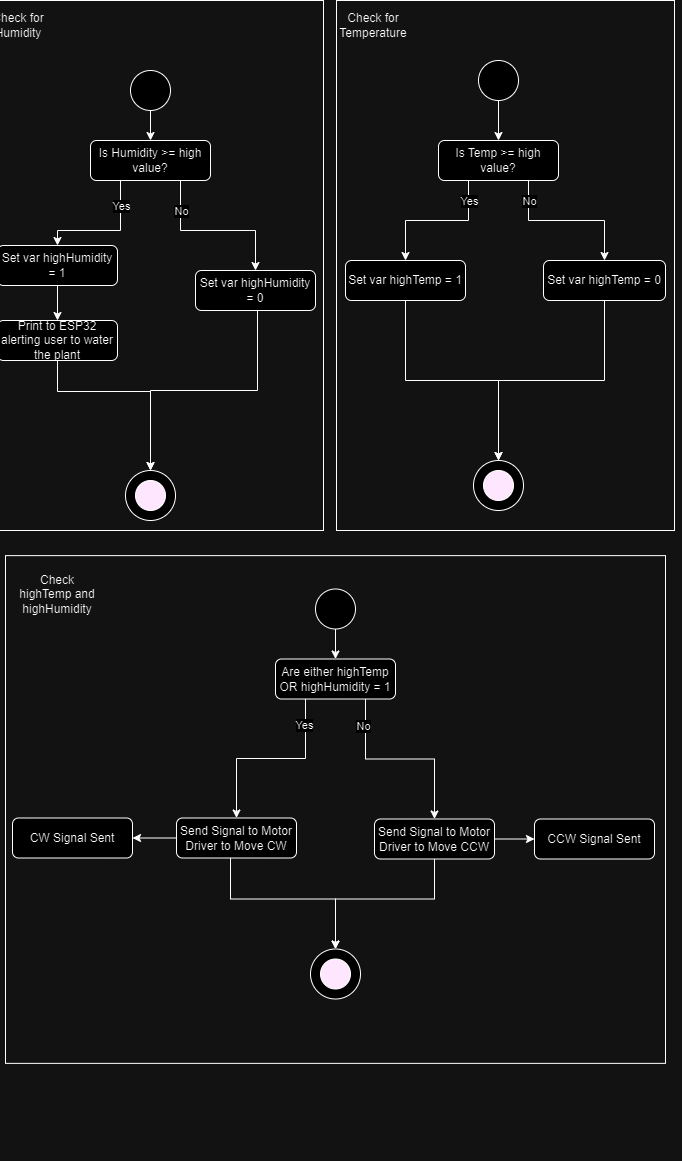 heck for
umidity
Is Humidity >= high
value?
Yes
No
Set var highHumidity
= 1
Set var highHumidity
= 0
Print to ESP32
alerting user to water
the plant
Check for
Temperature
Is Temp >= high
value?
Yes
No
Set var highTemp = 1
Set var highTemp = 0
Check
highTemp and
highHumidity
Are either highTemp
OR highHumidity = 1
Yes
No
CW Signal Sent
Send Signal to Motor
Driver to Move CW
Send Signal to Motor
Driver to Move CCW
CCW Signal Sent